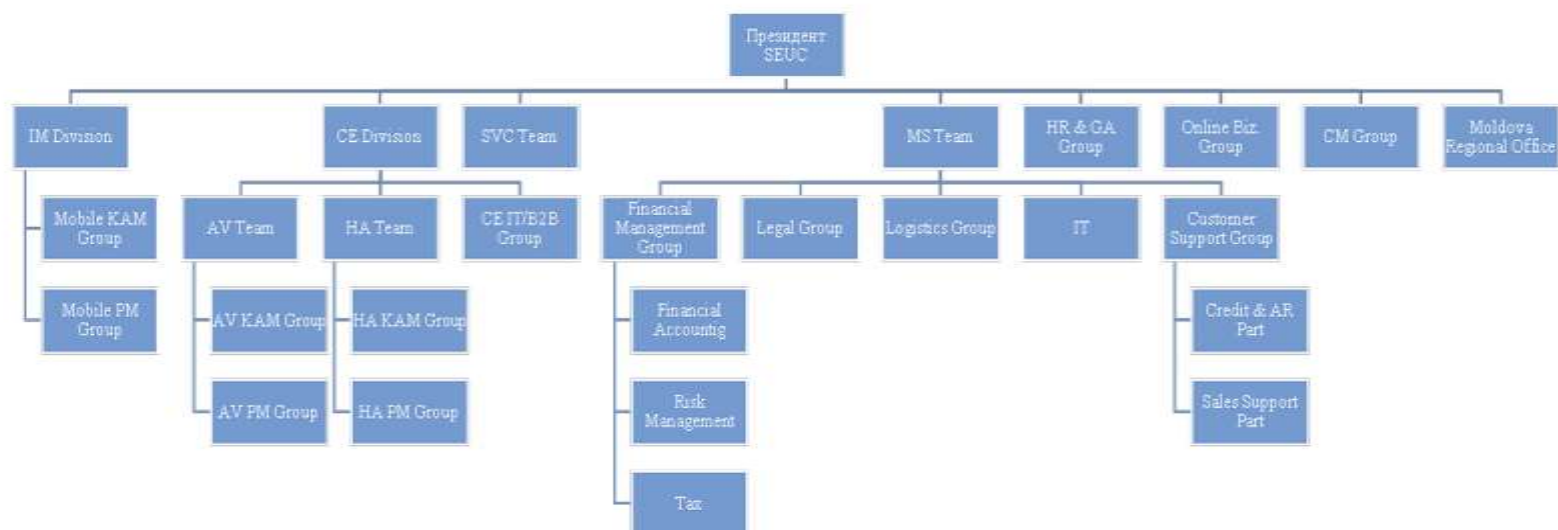 Президент
SEUC
IM Division
CE Division
SVC Team
MS Team
HR & GA
Group
Online Biz.
Group
CM Group
Moldova
Regional Office
Mobile KAM
Group
AV Team
HA Team
CE IT/B2B
Group
Financial
Management
Group
Legal Group
Logistics Group
IT
Customer
Support Group
Mobile PM
Group
AV KAM Group
HA KAM Group
Financial
Accountig
Credit & AR
Part
AV PM Group
HA PM Group
Risk
Management
Sales Support
Part
Tax